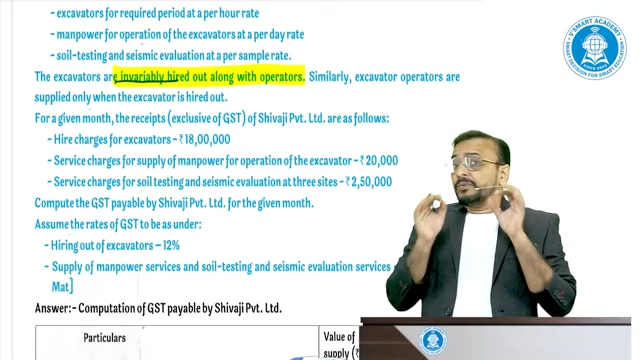 - excavators for required period at a per hour rate
- manpower for operation of the excavators at a per day rate
- soil-testing and seismic evaluation at a per sample rate.
The excavators are invariably hired out along with operators. Similarly, excavator operators are
supplied only when the excavator is hired out.
For a given month, the receipts (exclusive of GST) of Shivaji Pvt. Ltd. are as follows:
- Hire charges for excavators - ₹ 18,00,000
- Service charges for supply of manpower for operation of the excavator - ₹ 20,000
- Service charges for soil testing and seismic evaluation at three sites - ₹ 2,50,000
Compute the GST payable by Shivaji Pvt. Ltd. for the given month.
Assume the rates of GST to be as under:
- Hiring out of excavators – 12%
- Supply of manpower services and soil-testing and seismic evaluation services
Mat]
Answer:- Computation of GST payable by Shivaji Pvt. Ltd.
Particulars
Value of
supply (₹
V'SMART ACADEMY